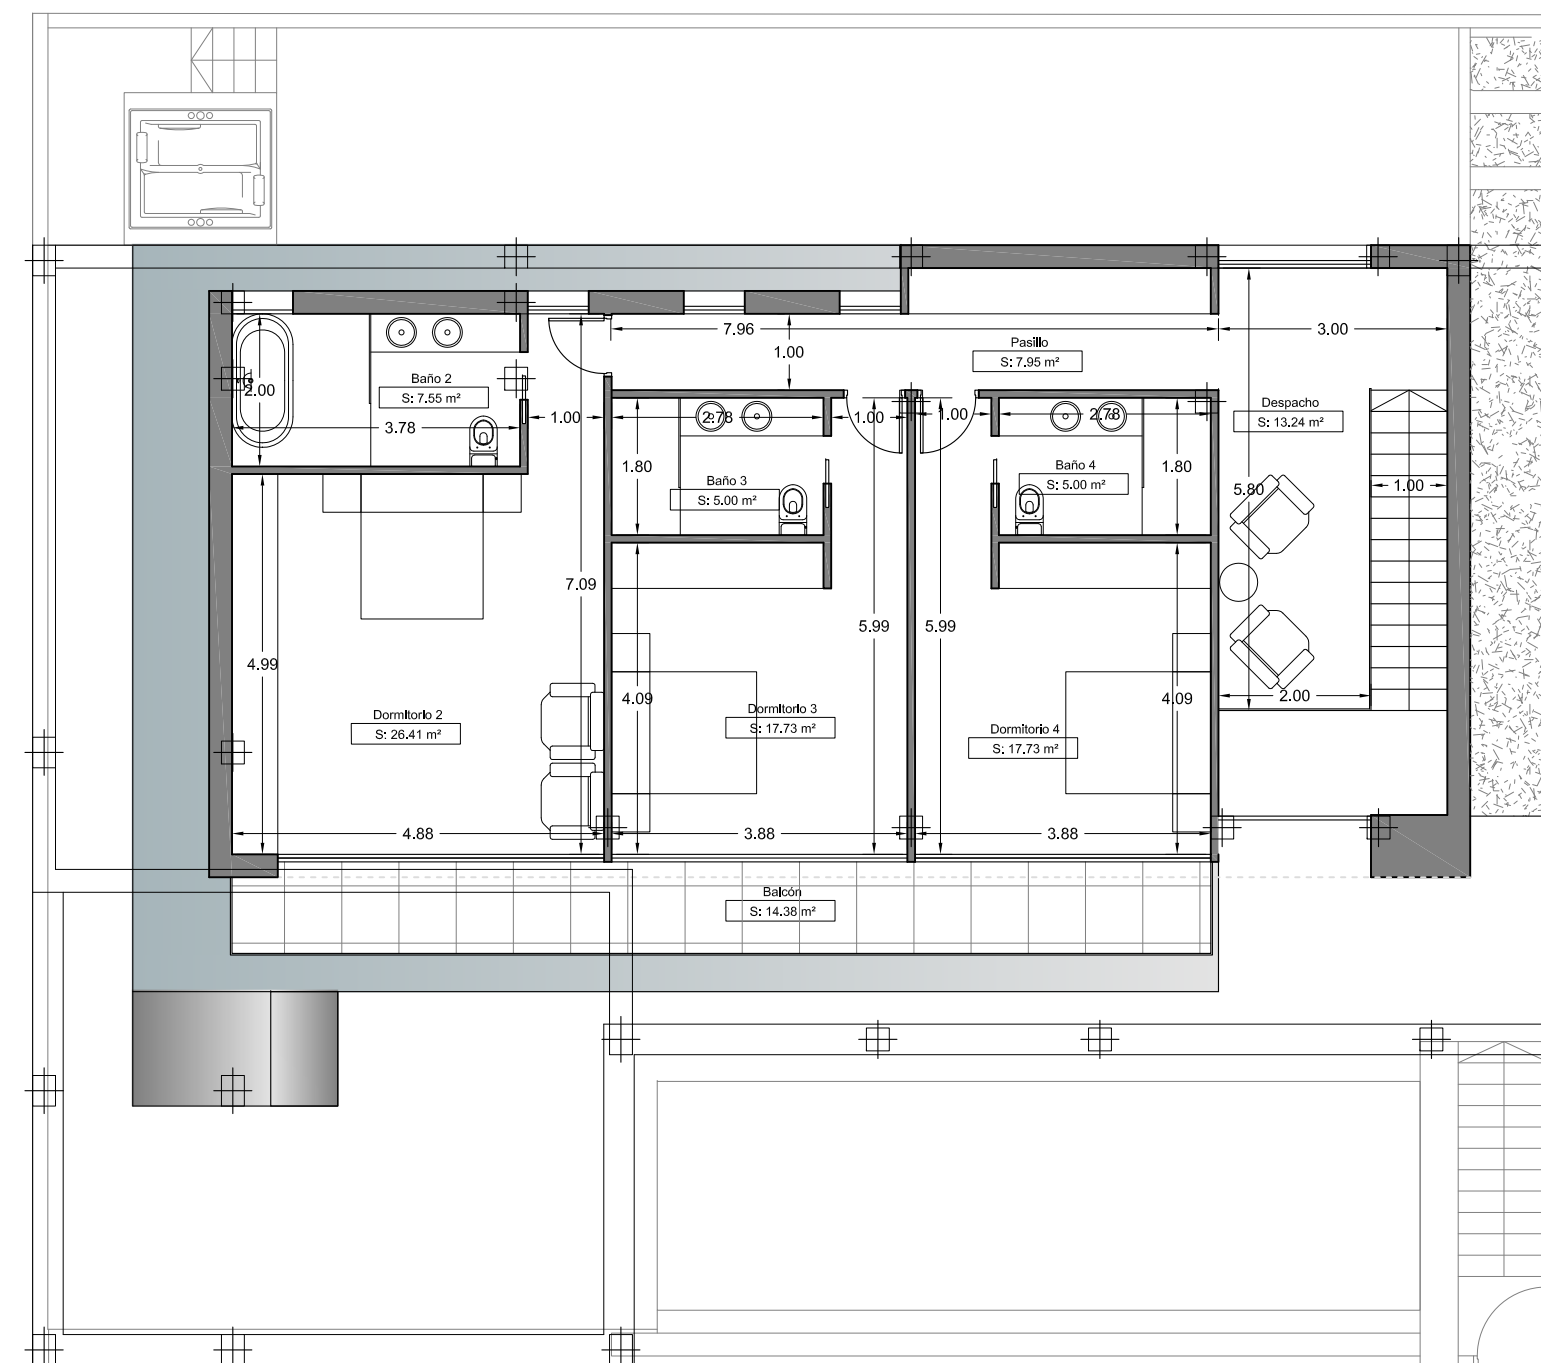 7.96
3.00
1.00
Pasillo
S: 7.95 m²
Baño 2
S: 7.55 m²
2.00
3.78
1.00
2.78
1.00
1.00
2.78
Despacho
S: 13.24 m²
1.80
Baño 3
S: 5.00 m²
Baño 4
S: 5.00 m²
1.80
5.80
1.00
7.09
5.99
5.99
4.99
4.09
4.09
2.00
Dormitorio 2
S: 26.41 m²
Dormitorio 3
S: 17.73 m²
Dormitorio 4
S: 17.73 m²
4.88
3.88
3.88
Balcón
S: 14.38 m²